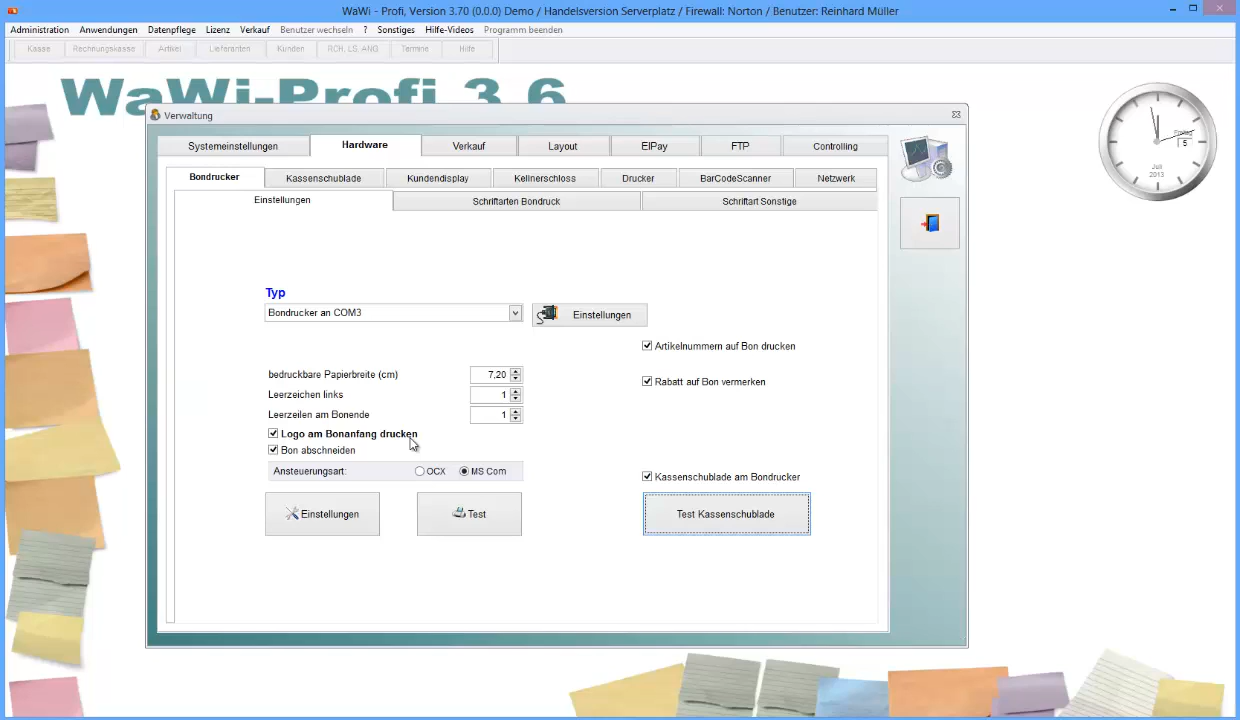 WaWi - Profi, Version 3.70 (0.0.0) Demo / Handelsversion Serverplatz / Firewall: Norton / Benutzer: Reinhard Müller
Administration Anwendungen Datenpflege Lizenz Verkauf Benutzer wechseln ? Sonstiges Hilfe-Videos Programm beenden
Kasse Rechnungskasse Artikel Lieferanten Kunden RCH, LS, ANG Termine Hilfe
WaWi-Profi 3.6
Verwaltung
Systemeinstellungen Hardware Verkauf Layout ElPay FTP Controlling
Bondrucker Kassenschublade Kundendisplay Kellnerschloss Drucker BarCodeScanner Netzwerk
Einstellungen Schriftarten Bondruck Schriftart Sonstige
Freitag
5
Juli
2013
Typ
Bondrucker an COM3 Einstellungen
Artikelnummern auf Bon drucken
bedruckbare Papierbreite (cm) 7,20
Rabatt auf Bon vermerken
Leerzeichen links 1
Leerzeilen am Bonende 1
Logo am Bonanfang drucken
Bon abschneiden
Ansteuerungsart: OCX MS Com
Kassenschublade am Bondrucker
Einstellungen Test Test Kassenschublade